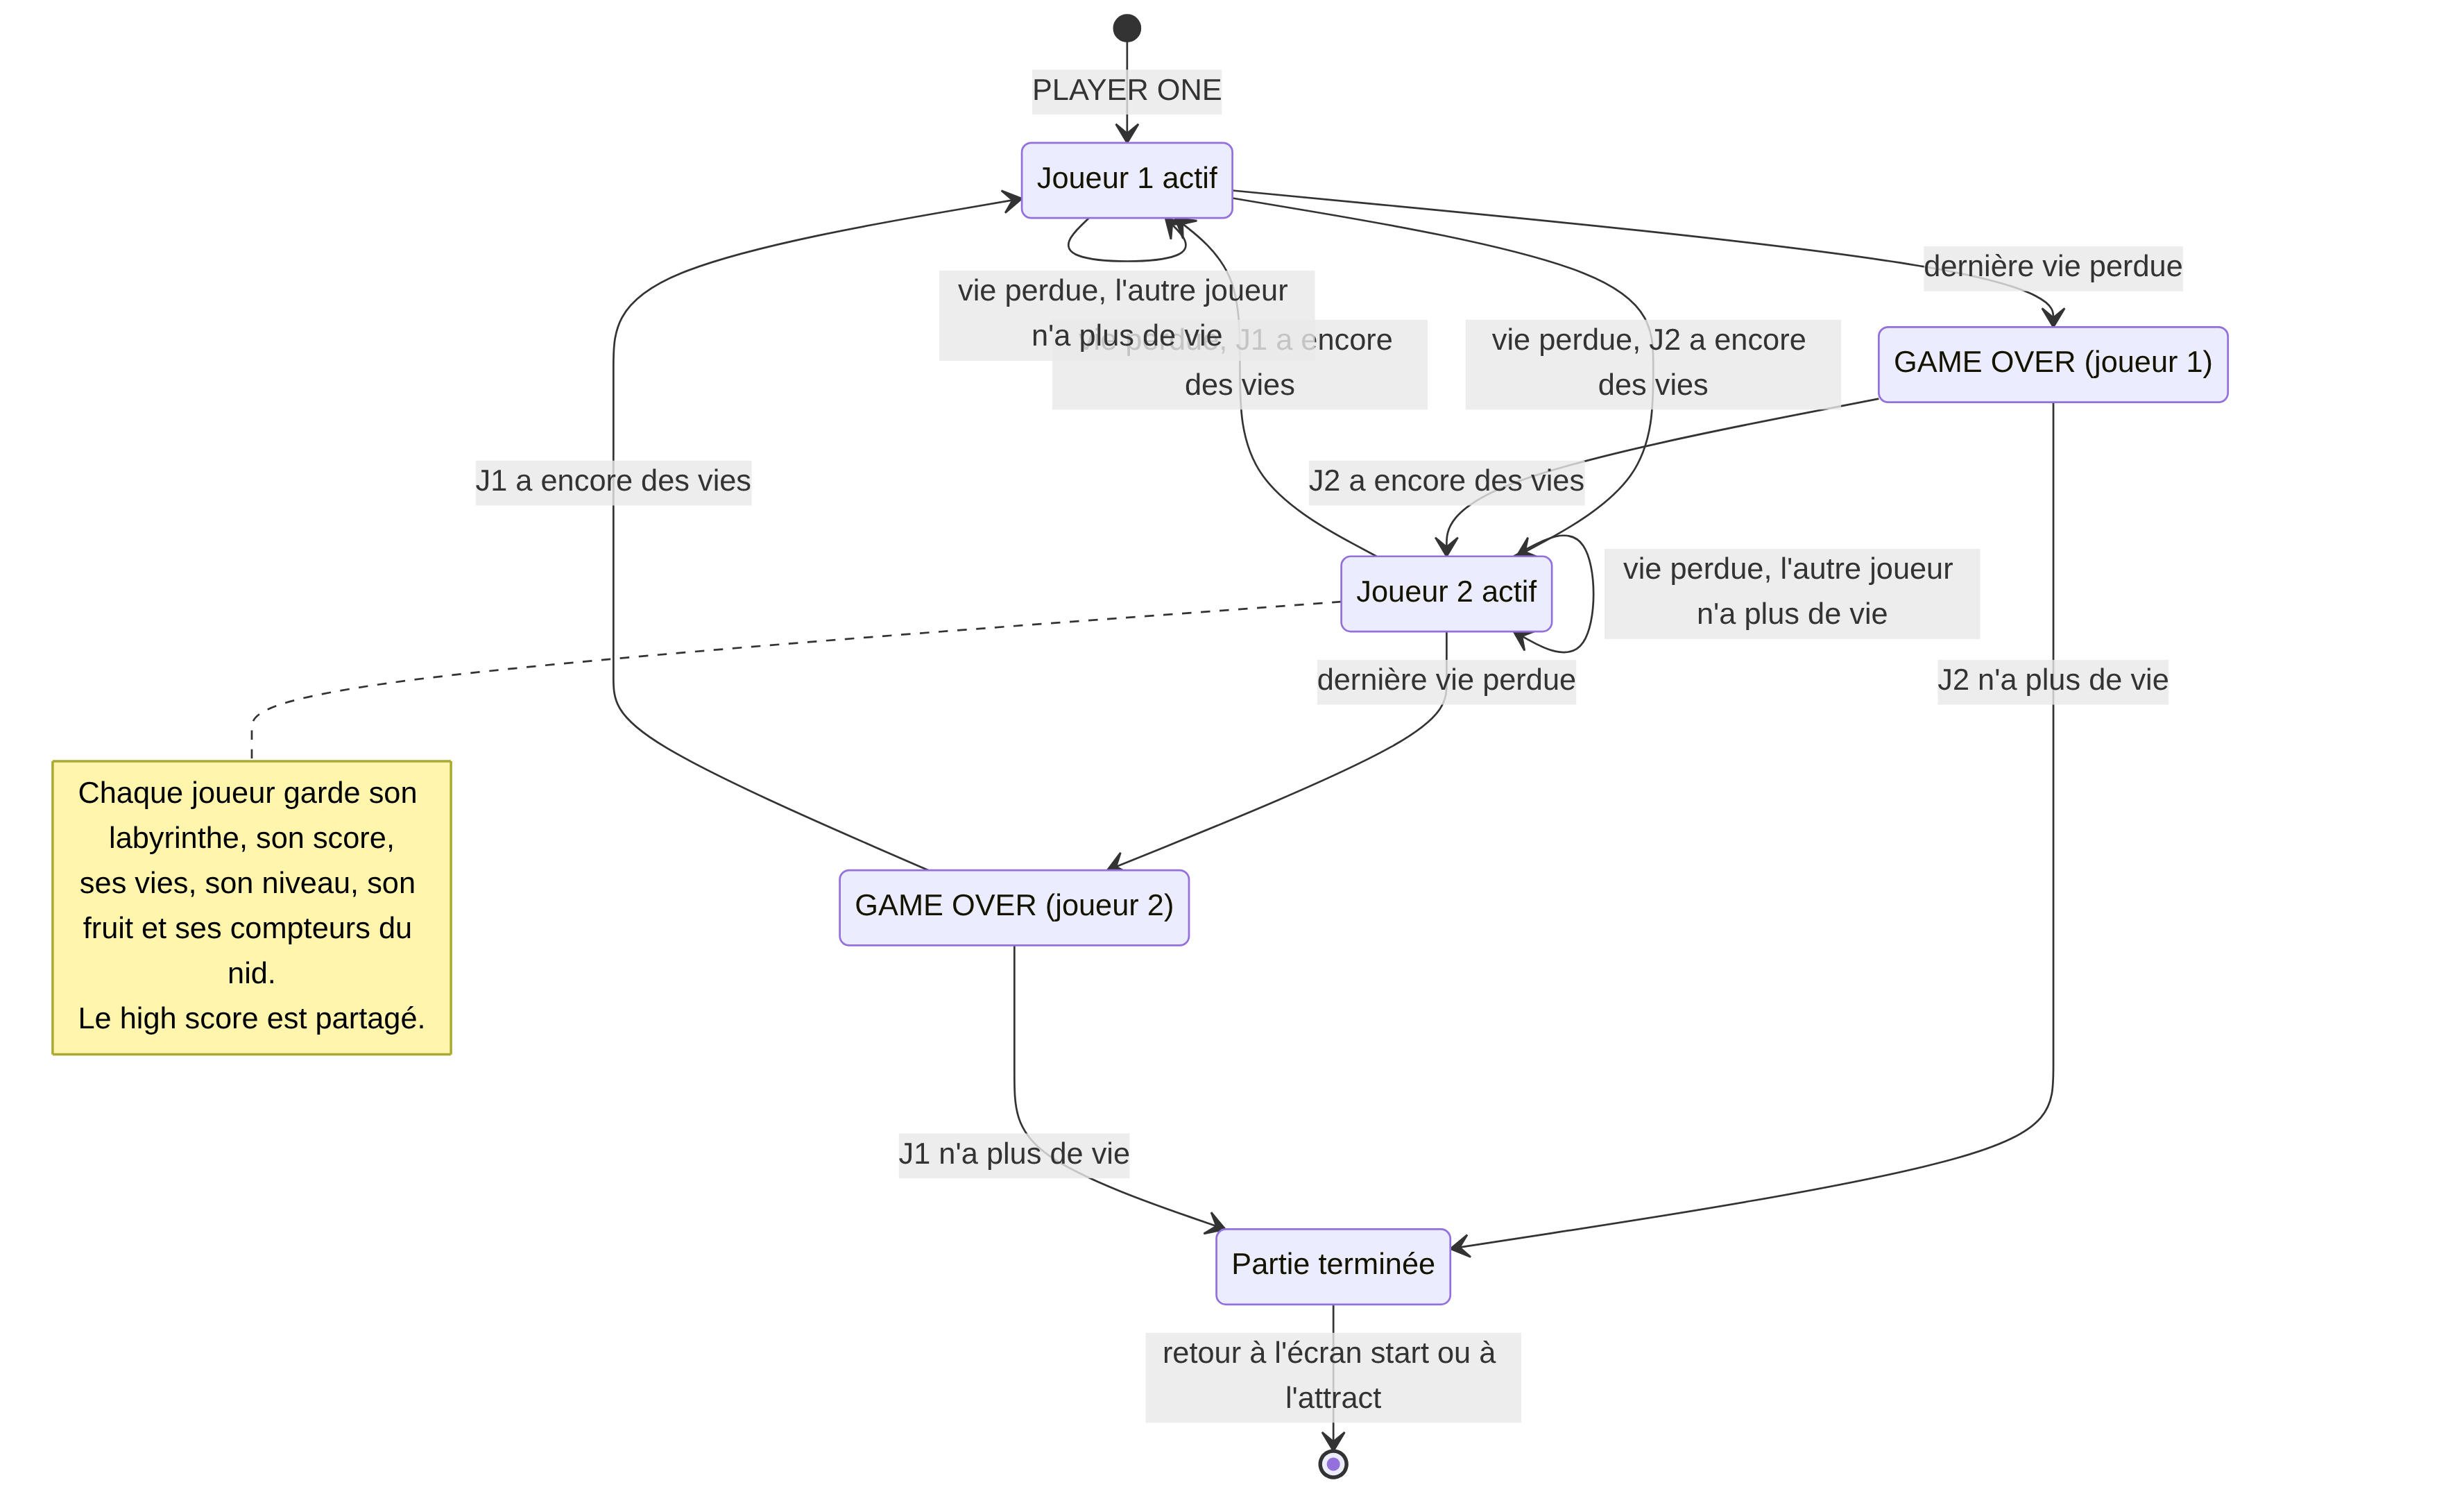 PLAYER ONE
Joueur 1 actif
dernière vie perdue
vie perdue, l'autre joueur
n'a plus de vie
vie perdue, J1 a encore
des vies
vie perdue, J2 a encore
des vies
GAME OVER (joueur 1)
J1 a encore des vies
J2 a encore des vies
Joueur 2 actif
vie perdue, l'autre joueur
n'a plus de vie
dernière vie perdue
J2 n'a plus de vie
Chaque joueur garde son
labyrinthe, son score,
ses vies, son niveau, son
fruit et ses compteurs du
nid.
Le high score est partagé.
GAME OVER (joueur 2)
J1 n'a plus de vie
Partie terminée
retour à l'écran start ou à
l'attract